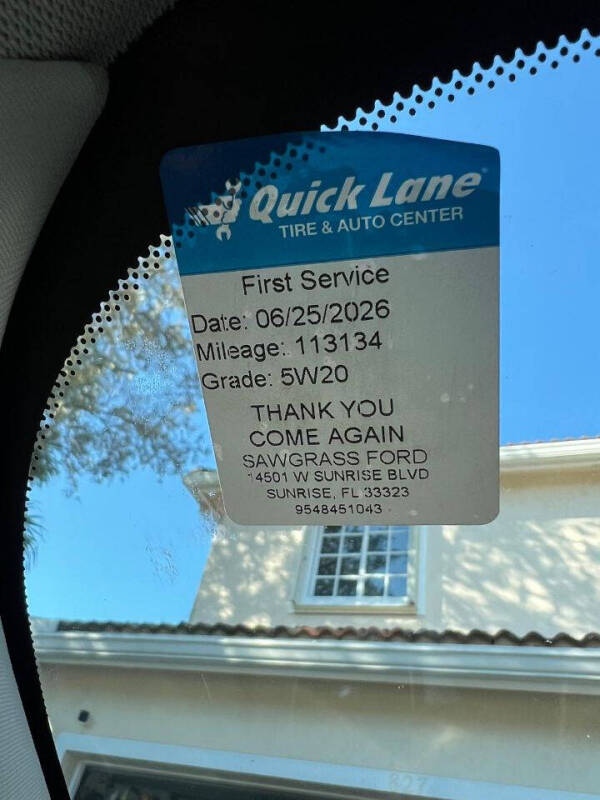 Quick Lane
TIRE & AUTO CENTER
First Service
Date: 06/25/2026
Mileage: 113134
Grade: 5W20
THANK YOU
COME AGAIN
SAWGRASS FORD
14501 W SUNRISE BLVD
SUNRISE, FL 33323
9548451043